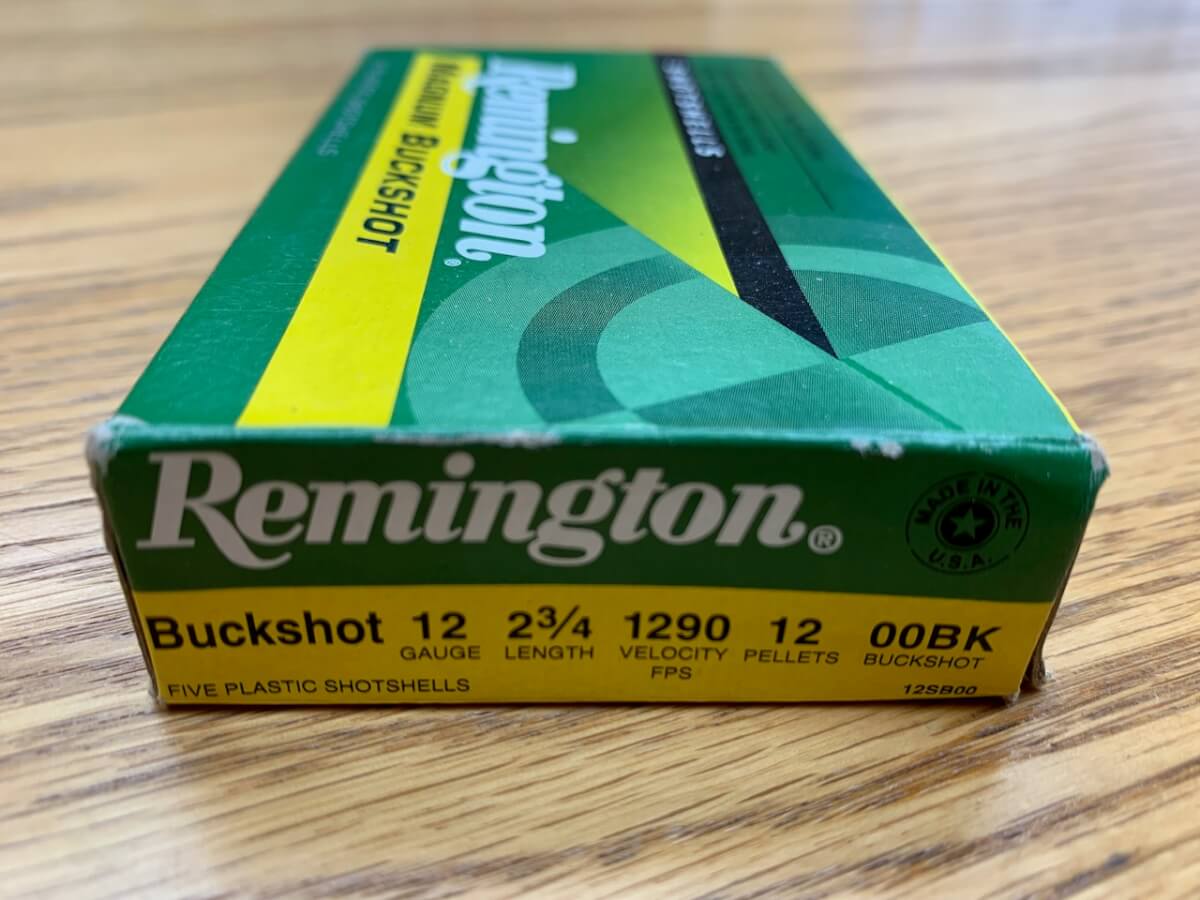 MAGNUM BUCKSHOT
Remington®
SHOTSHELLS
Remington®
MADE IN THE
U.S.A.
Buckshot 12 2¾ 1290 12 00BK
GAUGE LENGTH VELOCITY PELLETS BUCKSHOT
FPS
FIVE PLASTIC SHOTSHELLS 12SB00